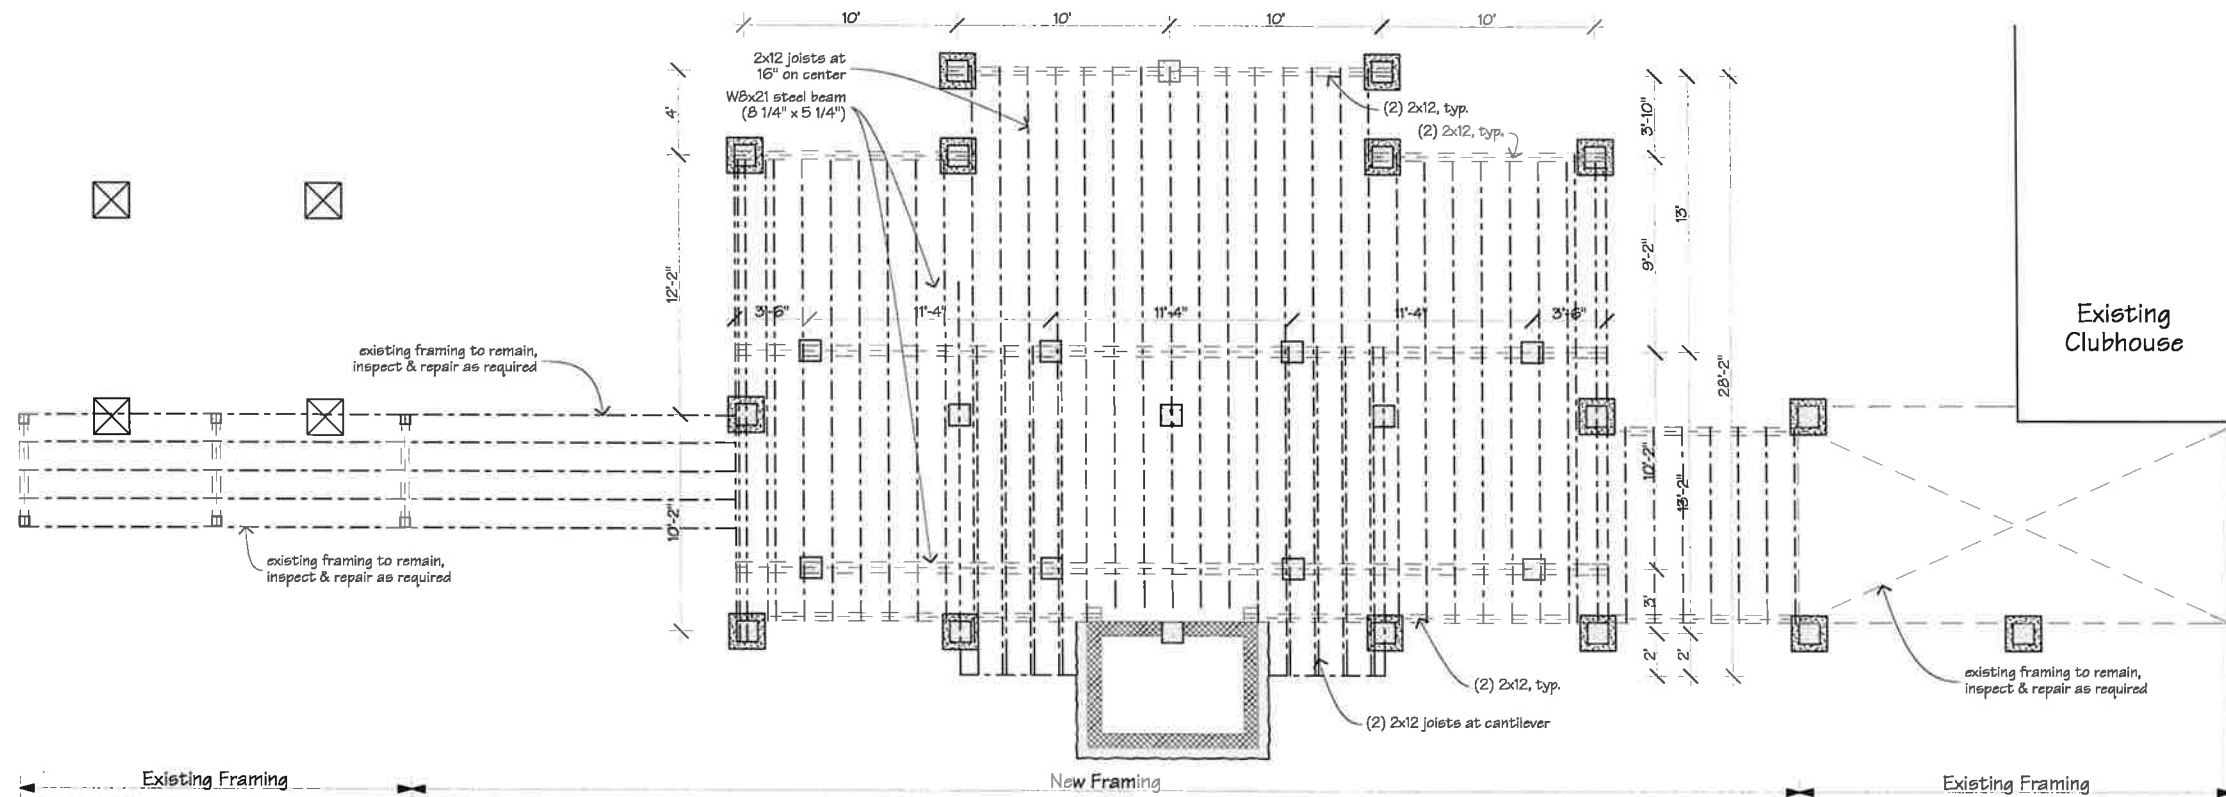 10'
10'
10'
10'
2x12 joists at
16" on center
W8x21 steel beam
(8 1/4" x 5 1/4")
(2) 2x12, typ.
(2) 2x12, typ.
4'
12'-2"
10'-2"
3'-10"
9'-2"
13'
28'-2"
10'-2"
13'-2"
3'
2'
2'
3'-6"
11'-4"
11'-4"
11'-4"
3'-6"
Existing
Clubhouse
existing framing to remain,
inspect & repair as required
existing framing to remain,
inspect & repair as required
existing framing to remain,
inspect & repair as required
(2) 2x12, typ.
(2) 2x12 joists at cantilever
Existing Framing
New Framing
Existing Framing